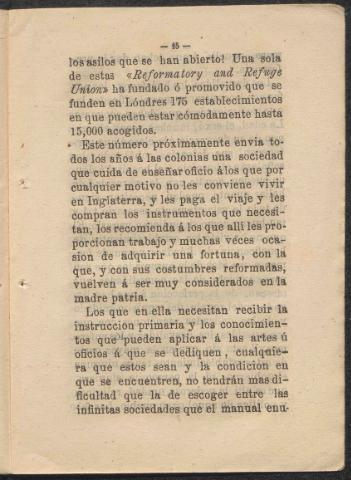 — 15 —
los asilos que se han abierto! Una sola
de estas «Reformatory and Refuge
Union» ha fundado ó promovido que se
funden en Lóndres 175 establecimientos
en que pueden estar cómodamente hasta
15,000 acogidos.
Este número próximamente envia to-
dos los años á las colonias una sociedad
que cuida de enseñar oficio á los que por
cualquier motivo no les conviene vivir
en Inglaterra, y les paga el viaje y les
compran los instrumentos que necesi-
tan, los recomienda á los que alli les pro-
porcionan trabajo y muchas véces oca-
sion de adquirir una fortuna, con la
que, y con sus costumbres reformadas,
vuelven á ser muy considerados en la
madre patria.
Los que en ella necesitan recibir la
instruccion primaria y los conocimien-
tos que pueden aplicar á las artes ú
oficios á que se dediquen, cualquie-
ra que estos sean y la condicion en
que se encuentren, no tendrán mas di-
ficultad que la de escoger entre las
infinitas sociedades que el manual enu-